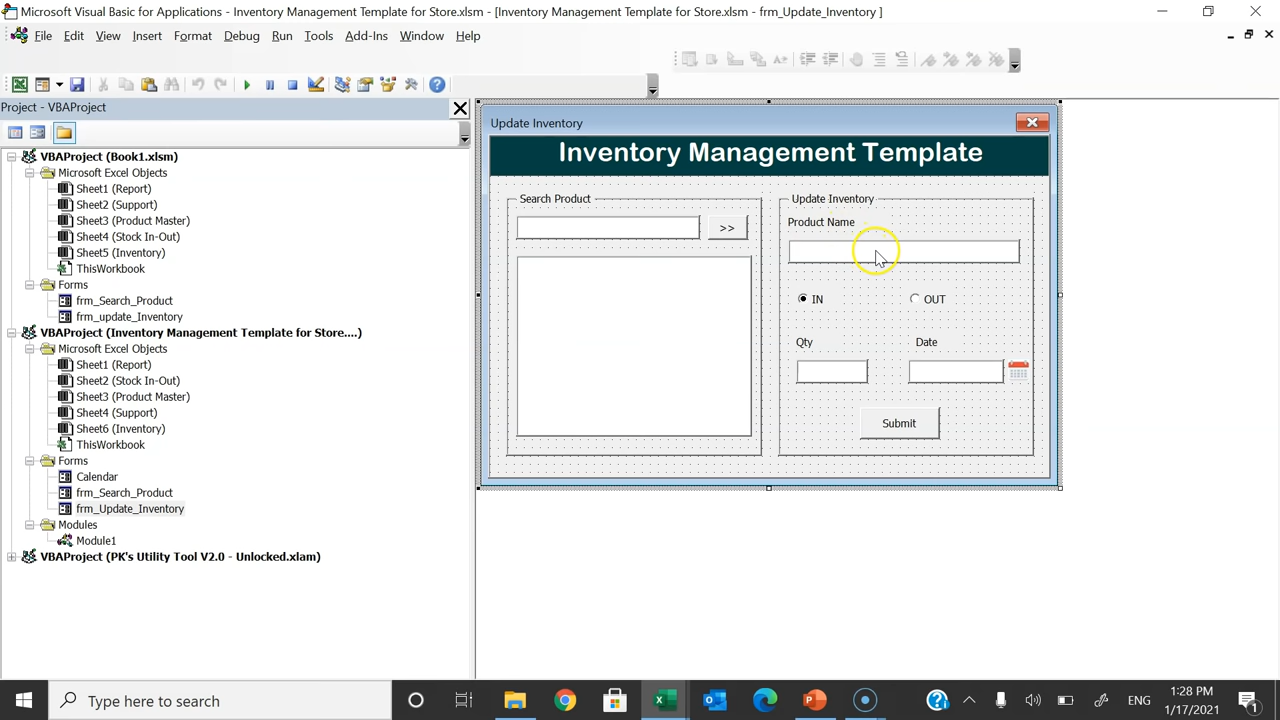 Microsoft Visual Basic for Applications - Inventory Management Template for Store.xlsm - [Inventory Management Template for Store.xlsm - frm_Update_Inventory ]
File Edit View Insert Format Debug Run Tools Add-Ins Window Help
Project - VBAProject
VBAProject (Book1.xlsm)
Microsoft Excel Objects
Sheet1 (Report)
Sheet2 (Support)
Sheet3 (Product Master)
Sheet4 (Stock In-Out)
Sheet5 (Inventory)
ThisWorkbook
Forms
frm_Search_Product
frm_update_Inventory
VBAProject (Inventory Management Template for Store....)
Microsoft Excel Objects
Sheet1 (Report)
Sheet2 (Stock In-Out)
Sheet3 (Product Master)
Sheet4 (Support)
Sheet6 (Inventory)
ThisWorkbook
Forms
Calendar
frm_Search_Product
frm_Update_Inventory
Modules
Module1
VBAProject (PK's Utility Tool V2.0 - Unlocked.xlam)
Update Inventory
Inventory Management Template
Search Product
>>
Update Inventory
Product Name
IN OUT
Qty Date
Submit
Type here to search
ENG
1:28 PM
1/17/2021
1